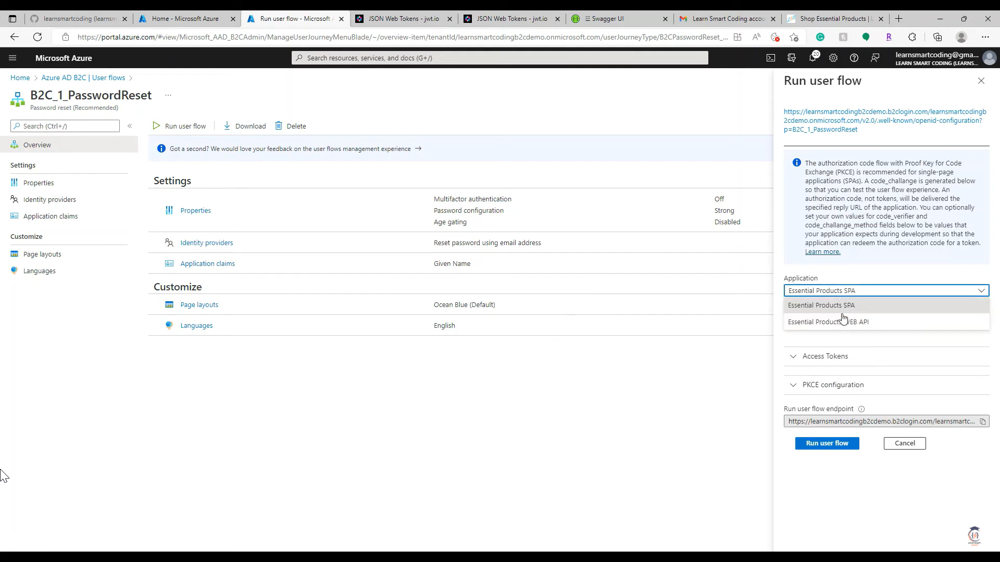 learnsmartcoding (learnsm
Home - Microsoft Azure
Run user flow - Microsoft
JSON Web Tokens - jwt.io
JSON Web Tokens - jwt.io
Swagger UI
Learn Smart Coding accou
Shop Essential Products | L
https://portal.azure.com/#view/Microsoft_AAD_B2CAdmin/ManageUserJourneyMenuBlade/~/overview-item/tenantId/learnsmartcodingb2cdemo.onmicrosoft.com/userJourneyType/B2CPasswordReset_...
Microsoft Azure
Search resources, services, and docs (G+/)
20
learnsmartcoding@gma...
LEARN SMART CODING (LEARNS...
Home > Azure AD B2C | User flows >
B2C_1_PasswordReset ...
Password reset (Recommended)
Search (Ctrl+/)
Overview
Settings
Properties
Identity providers
Application claims
Customize
Page layouts
Languages
Run user flow
Download
Delete
Got a second? We would love your feedback on the user flows management experience →
Settings
Properties
Multifactor authentication Off
Password configuration Strong
Age gating Disabled
Identity providers Reset password using email address
Application claims Given Name
Customize
Page layouts Ocean Blue (Default)
Languages English
Run user flow
https://learnsmartcodingb2cdemo.b2clogin.com/learnsmartcodingb
2cdemo.onmicrosoft.com/v2.0/.well-known/openid-configuration?
p=B2C_1_PasswordReset
The authorization code flow with Proof Key for Code
Exchange (PKCE) is recommended for single-page
applications (SPAs). A code_challange is generated below
so that you can test the user flow experience. An
authorization code, not tokens, will be delivered the
specified reply URL of the application. You can optionally
set your own values for code_verifier and
code_challange_method fields below to be values that
your application expects during development so that the
application can redeem the authorization code for a token.
Learn more.
Application
Essential Products SPA
Essential Products SPA
Essential Products WEB API
Access Tokens
PKCE configuration
Run user flow endpoint
https://learnsmartcodingb2cdemo.b2clogin.com/learnsmartc...
Run user flow
Cancel